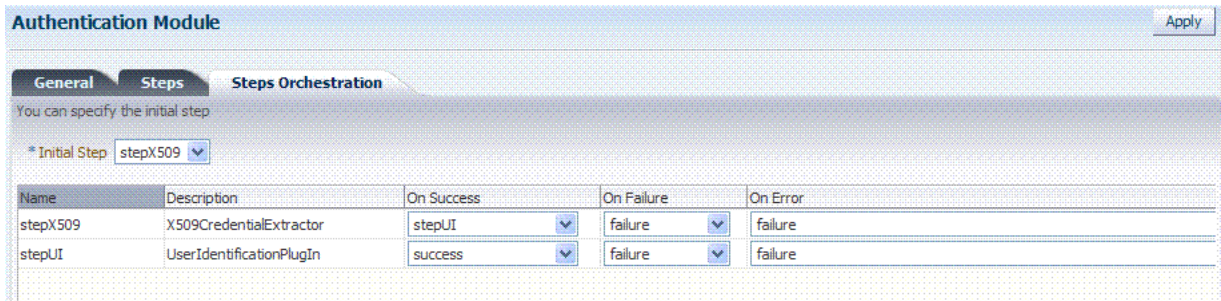 Authentication Module Apply
General Steps Steps Orchestration
You can specify the initial step
* Initial Step stepX509
Name Description On Success On Failure On Error
stepX509 X509CredentialExtractor stepUI failure failure
stepUI UserIdentificationPlugIn success failure failure